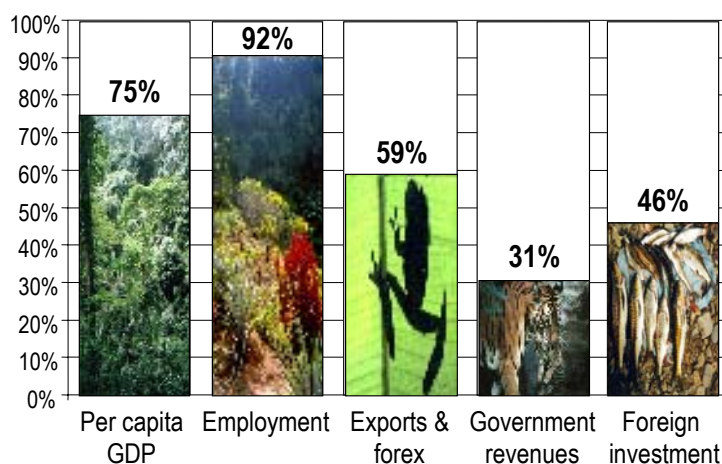 100%
90%
80%
70%
60%
50%
40%
30%
20%
10%
0%
75%
92%
59%
31%
46%
Per capita
GDP
Employment
Exports &
forex
Government
revenues
Foreign
investment